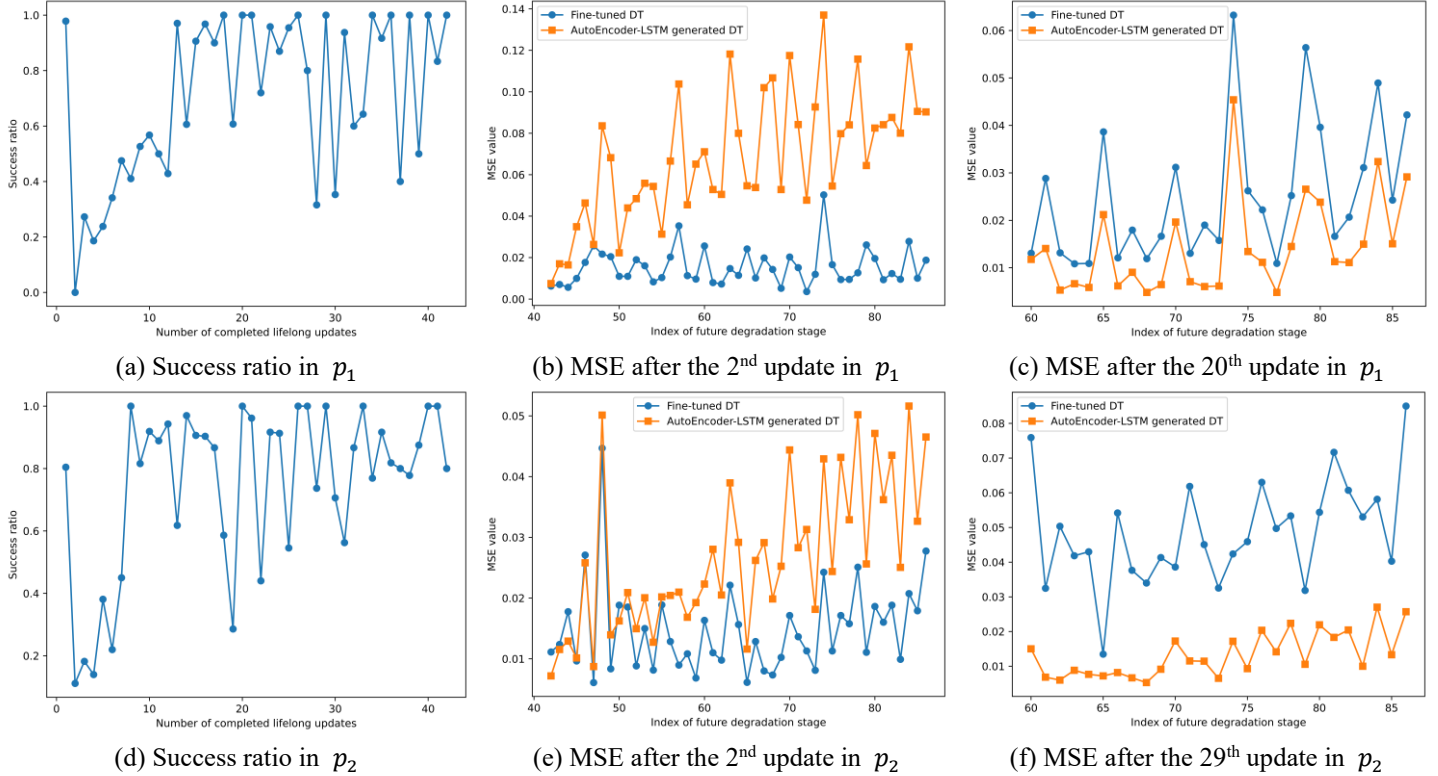 Success ratio
1.0
0.8
0.6
0.4
0.2
0.0
0
10
20
30
40
Number of completed lifelong updates
(a) Success ratio in p1
MSE value
0.14
0.12
0.10
0.08
0.06
0.04
0.02
0.00
Fine-tuned DT
AutoEncoder-LSTM generated DT
40
50
60
70
80
Index of future degradation stage
(b) MSE after the 2nd update in p1
MSE value
0.06
0.05
0.04
0.03
0.02
0.01
Fine-tuned DT
AutoEncoder-LSTM generated DT
60
65
70
75
80
85
Index of future degradation stage
(c) MSE after the 20th update in p1
Success ratio
1.0
0.8
0.6
0.4
0.2
0
10
20
30
40
Number of completed lifelong updates
(d) Success ratio in p2
MSE value
0.05
0.04
0.03
0.02
0.01
Fine-tuned DT
AutoEncoder-LSTM generated DT
40
50
60
70
80
Index of future degradation stage
(e) MSE after the 2nd update in p2
MSE value
0.08
0.07
0.06
0.05
0.04
0.03
0.02
0.01
Fine-tuned DT
AutoEncoder-LSTM generated DT
60
65
70
75
80
85
Index of future degradation stage
(f) MSE after the 29th update in p2